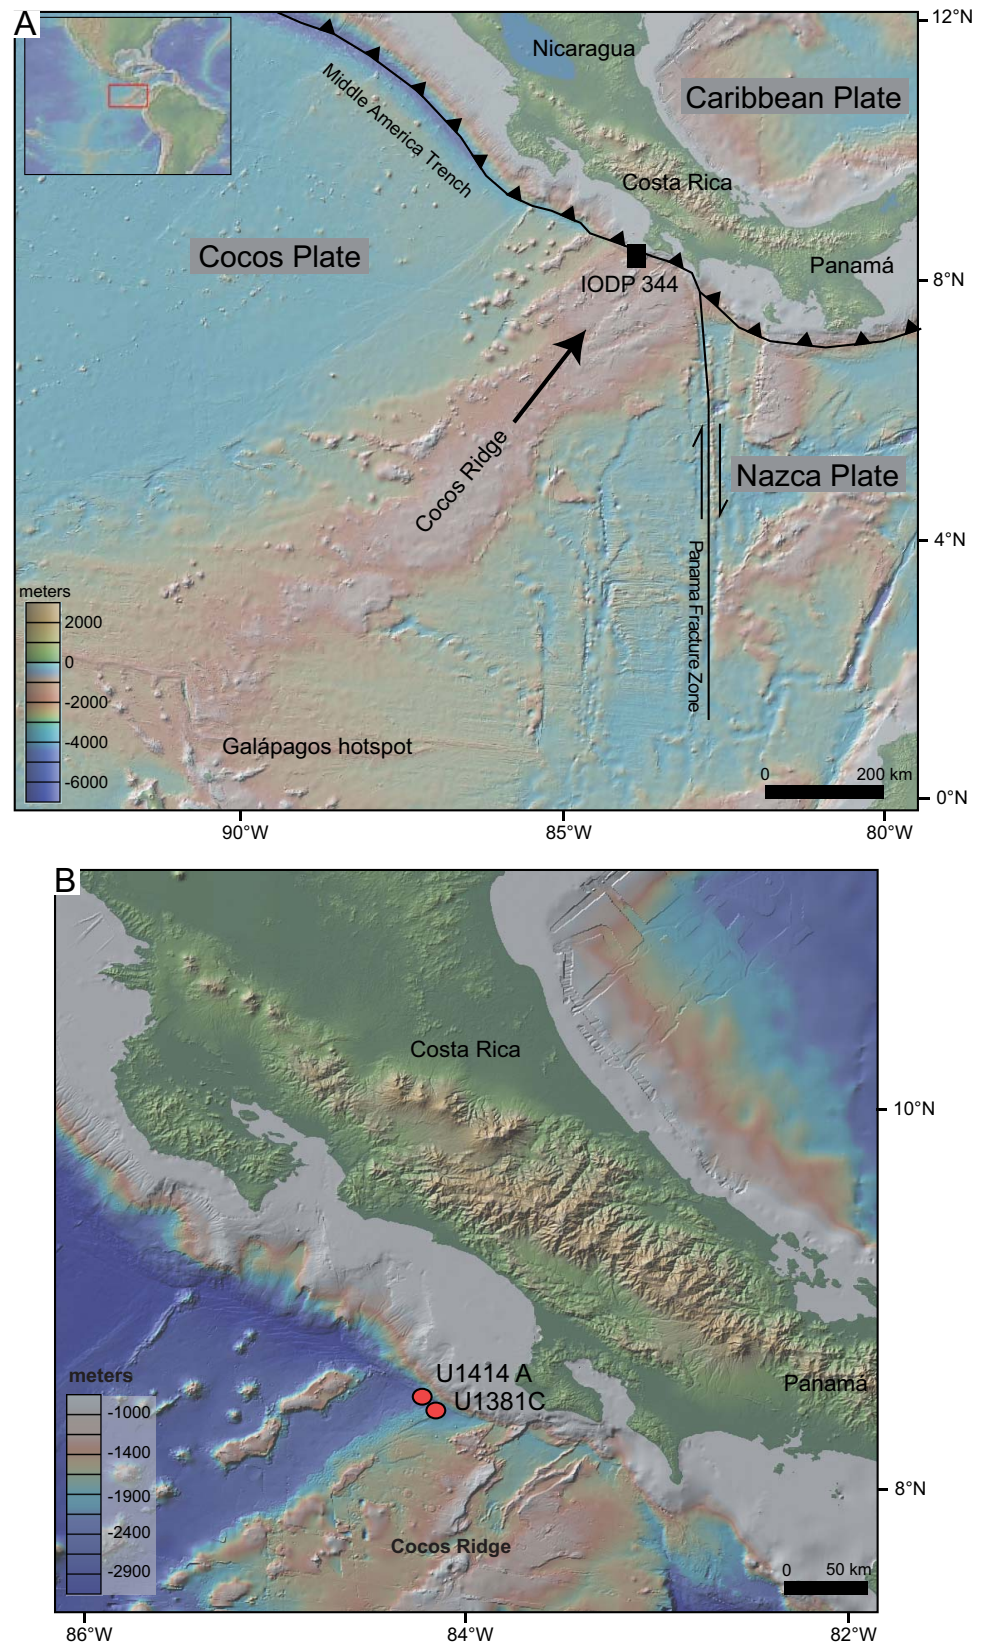 A
12°N
Nicaragua
Caribbean Plate
Middle America Trench
Costa Rica
Cocos Plate
Panamá
8°N
IODP 344
Cocos Ridge
Nazca Plate
4°N
Panama Fracture Zone
meters
2000
0
-2000
-4000
-6000
Galápagos hotspot
0 200 km
0°N
90°W 85°W 80°W
B
Costa Rica
10°N
U1414 A
U1381C
Panamá
meters
-1000
-1400
-1900
-2400
-2900
8°N
Cocos Ridge
0 50 km
86°W 84°W 82°W